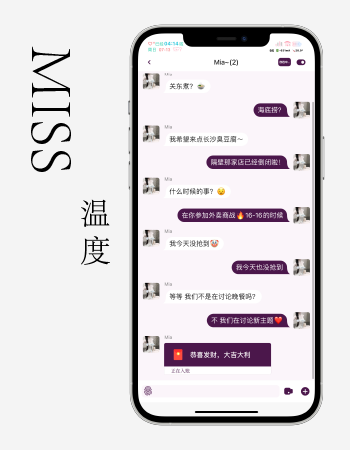 MISS
温度
Mia~(2)
Mia
关东煮？
海底捞？
Mia
我希望来点长沙臭豆腐～
隔壁那家店已经倒闭啦！
Mia
什么时候的事？
在你参加外卖商战🔥16-16的时候
Mia
我今天没抢到
我今天也没抢到
Mia
等等 我们不是在讨论晚餐吗？
不 我们在讨论新主题❤️
Mia
恭喜发财，大吉大利